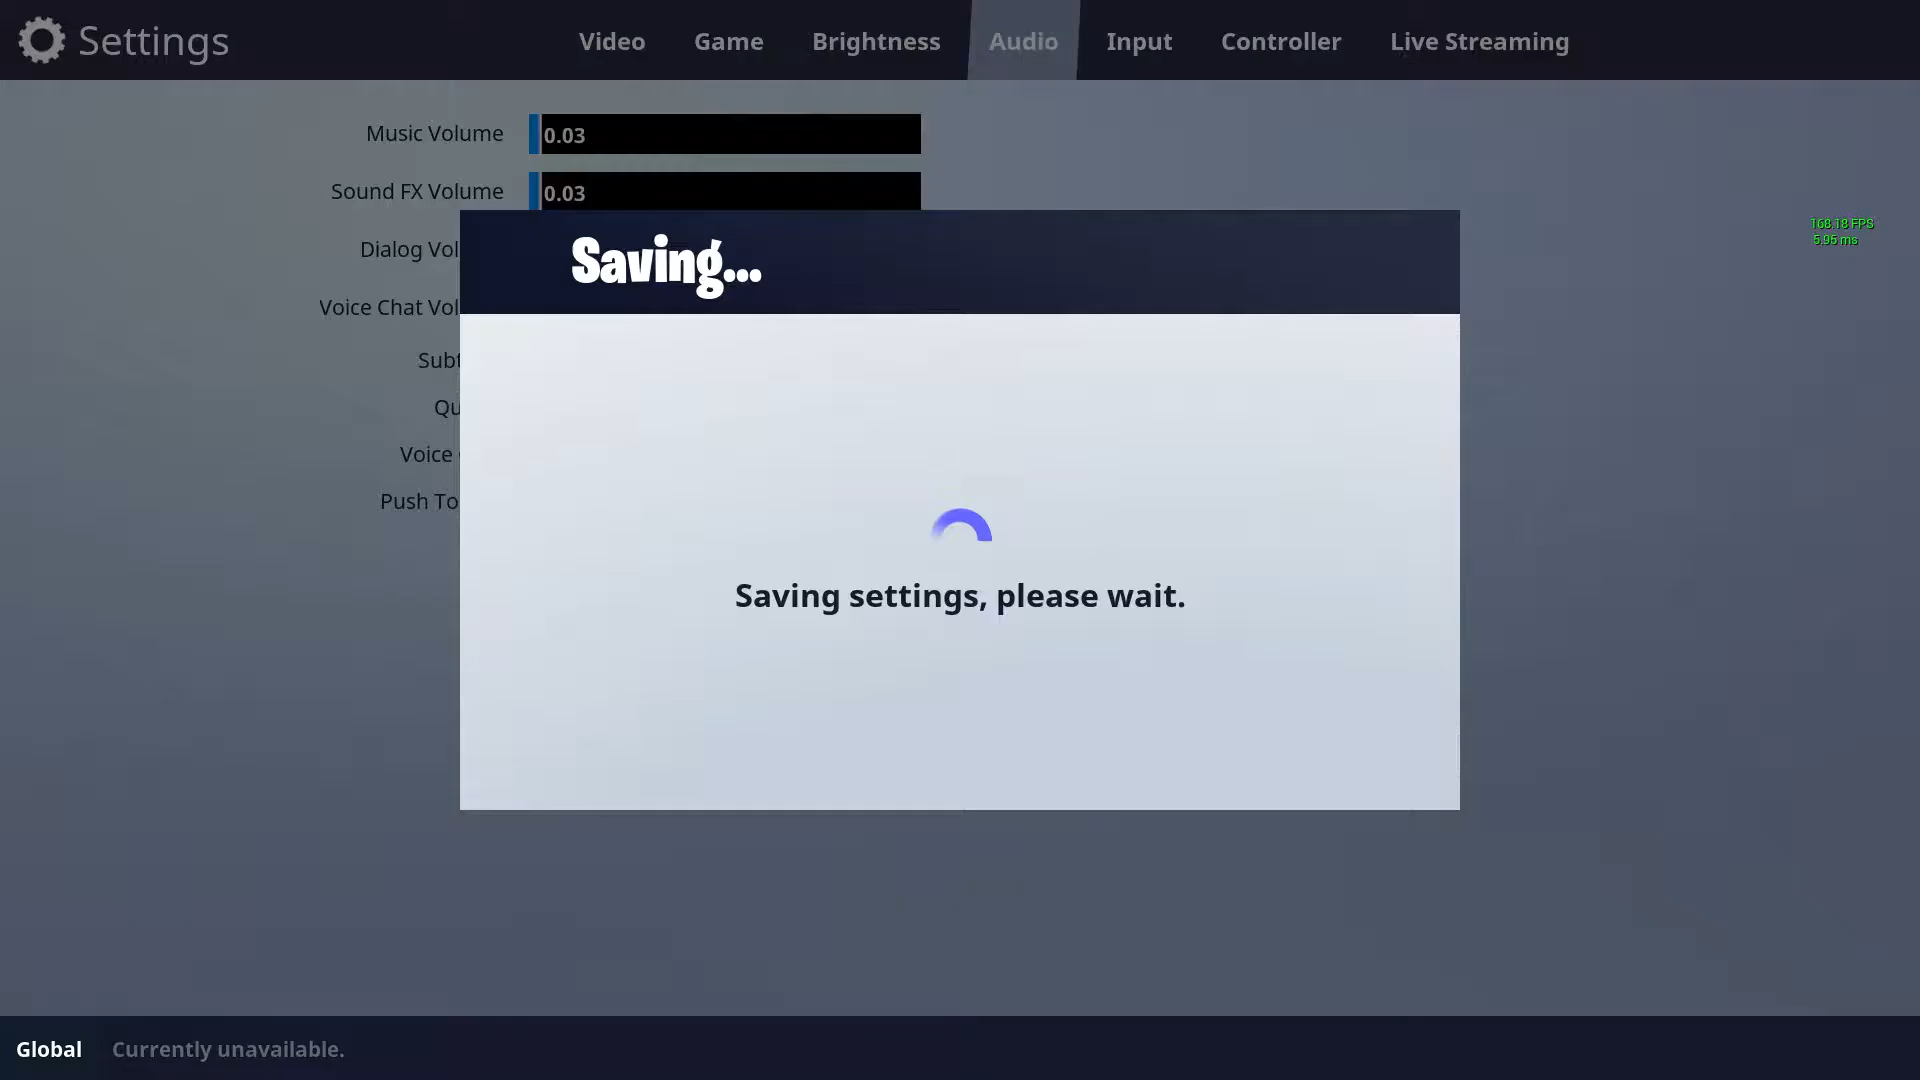 Settings
Video Game Brightness Audio Input Controller Live Streaming
Music Volume 0.03
Sound FX Volume 0.03
168.18 FPS
5.95 ms
Dialog Vol
Saving...
Voice Chat Vol
Subt
Qu
Voice
Push To
Saving settings, please wait.
Global Currently unavailable.